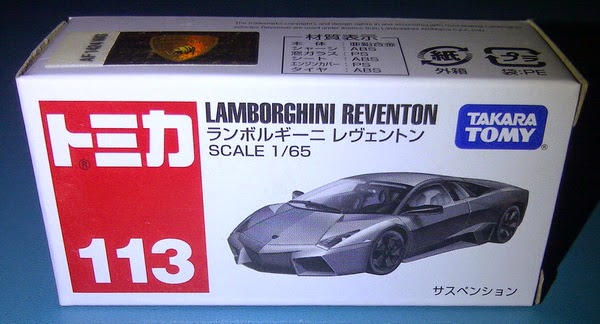 材質表示
本体：亜鉛合金
シャーシ：ABS
窓ガラス：PS
シート：ABS
エンジンカバー：PS
タイヤ：ABS
紙
外箱
プラ
袋：PE
トミカ
®
113
LAMBORGHINI REVENTON
ランボルギーニ レヴェントン
SCALE 1/65
TAKARA
TOMY
®
サスペンション